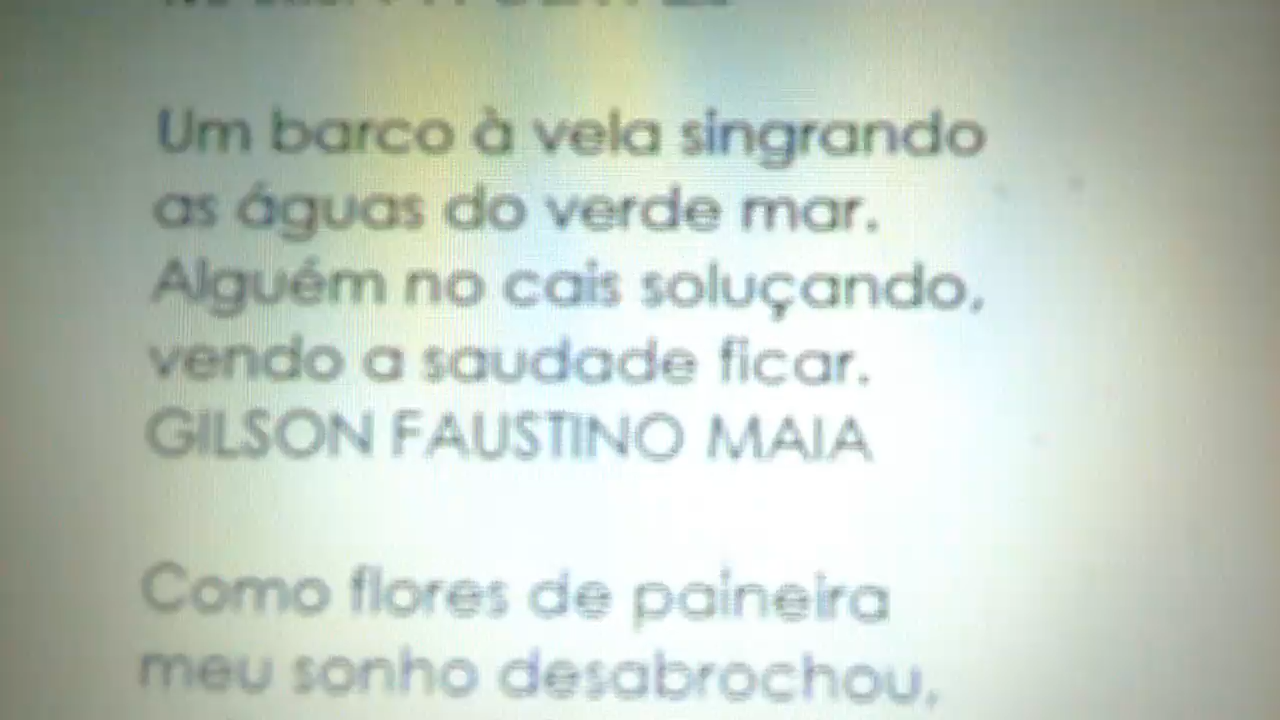 Um barco à vela singrando
as águas do verde mar.
Alguém no cais soluçando,
vendo a saudade ficar.
GILSON FAUSTINO MAIA
Como flores de paineira
meu sonho desabrochou,